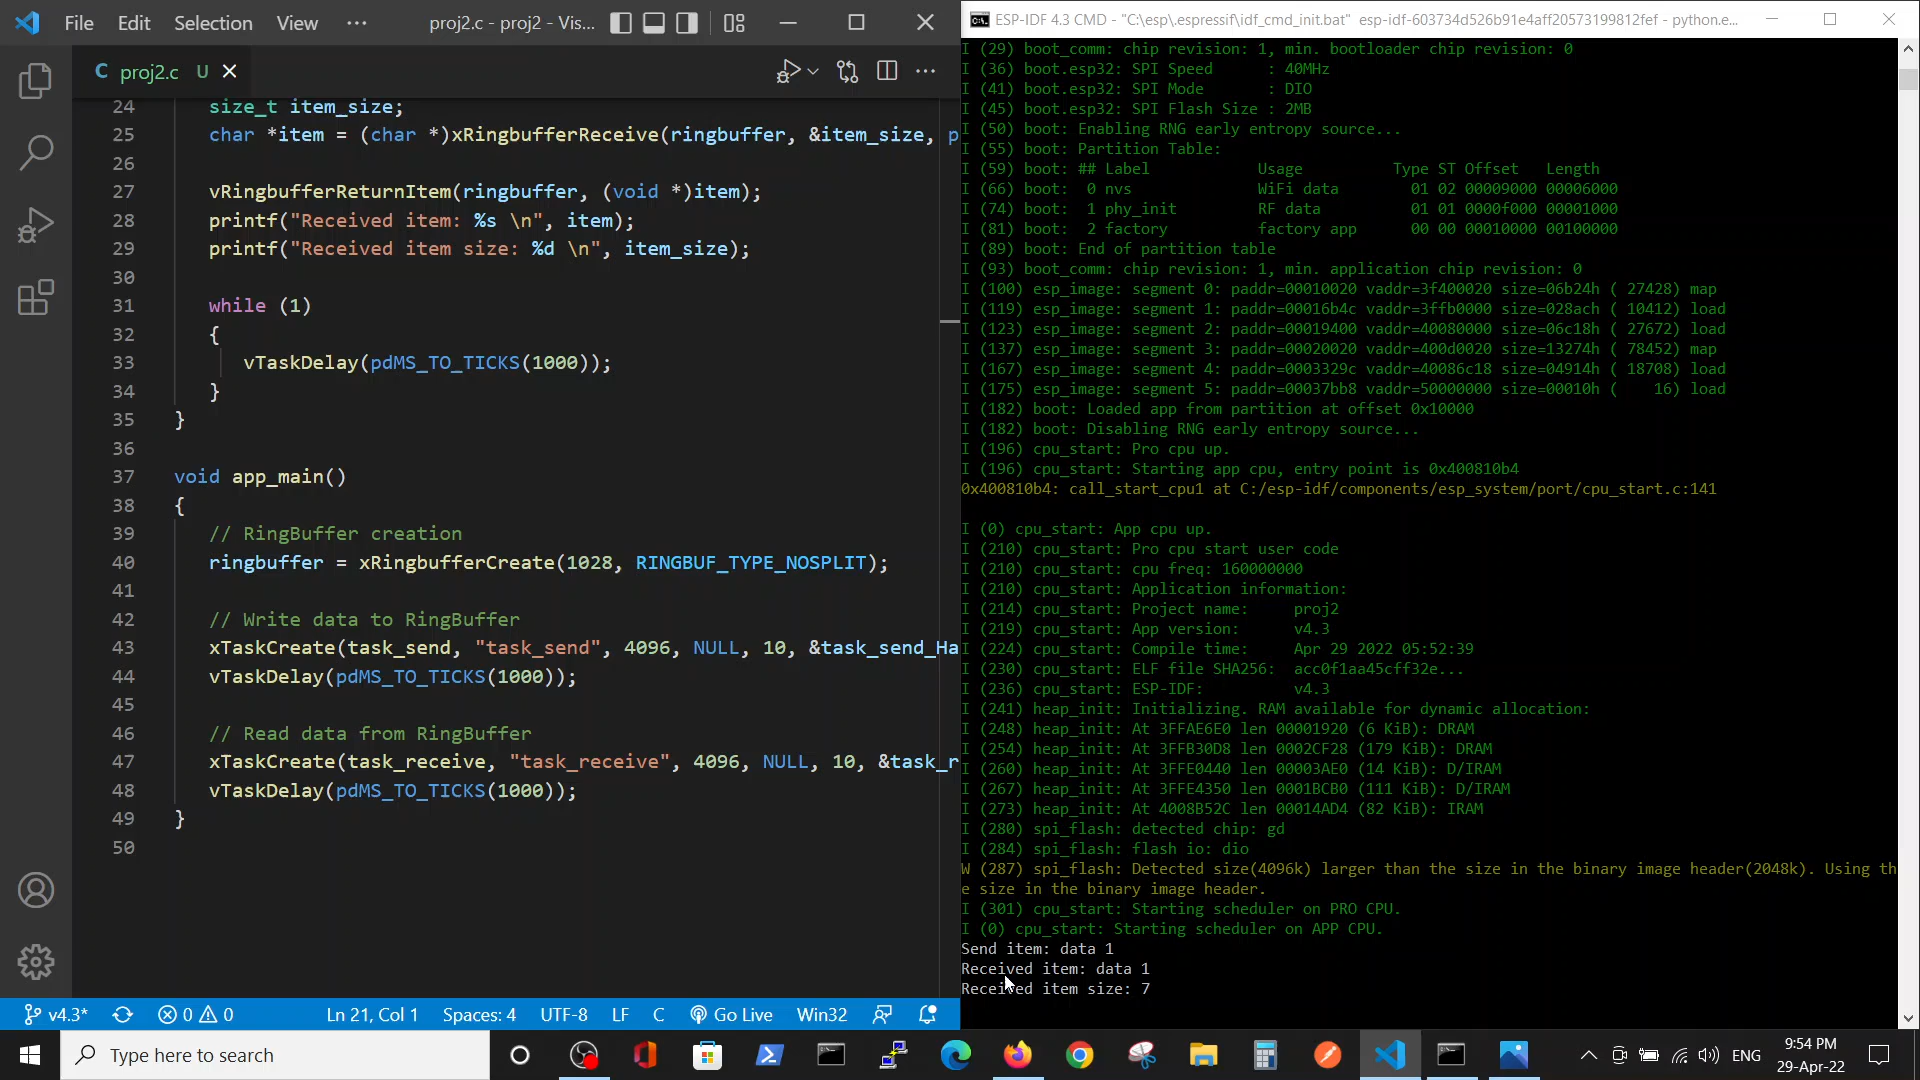 File Edit Selection View ··· proj2.c - proj2 - Vis...
C proj2.c U
24 size_t item_size;
25 char *item = (char *)xRingbufferReceive(ringbuffer, &item_size, p
26
27 vRingbufferReturnItem(ringbuffer, (void *)item);
28 printf("Received item: %s \n", item);
29 printf("Received item size: %d \n", item_size);
30
31 while (1)
32 {
33 vTaskDelay(pdMS_TO_TICKS(1000));
34 }
35 }
36
37 void app_main()
38 {
39 // RingBuffer creation
40 ringbuffer = xRingbufferCreate(1028, RINGBUF_TYPE_NOSPLIT);
41
42 // Write data to RingBuffer
43 xTaskCreate(task_send, "task_send", 4096, NULL, 10, &task_send_Ha
44 vTaskDelay(pdMS_TO_TICKS(1000));
45
46 // Read data from RingBuffer
47 xTaskCreate(task_receive, "task_receive", 4096, NULL, 10, &task_r
48 vTaskDelay(pdMS_TO_TICKS(1000));
49 }
50
v4.3* 0 0 Ln 21, Col 1 Spaces: 4 UTF-8 LF C Go Live Win32
ESP-IDF 4.3 CMD - "C:\esp\.espressif\idf_cmd_init.bat" esp-idf-603734d526b91e4aff20573199812fef - python.e...
I (29) boot_comm: chip revision: 1, min. bootloader chip revision: 0
I (36) boot.esp32: SPI Speed : 40MHz
I (41) boot.esp32: SPI Mode : DIO
I (45) boot.esp32: SPI Flash Size : 2MB
I (50) boot: Enabling RNG early entropy source...
I (55) boot: Partition Table:
I (59) boot: ## Label Usage Type ST Offset Length
I (66) boot: 0 nvs WiFi data 01 02 00009000 00006000
I (74) boot: 1 phy_init RF data 01 01 0000f000 00001000
I (81) boot: 2 factory factory app 00 00 00010000 00100000
I (89) boot: End of partition table
I (93) boot_comm: chip revision: 1, min. application chip revision: 0
I (100) esp_image: segment 0: paddr=00010020 vaddr=3f400020 size=06b24h ( 27428) map
I (119) esp_image: segment 1: paddr=00016b4c vaddr=3ffb0000 size=028ach ( 10412) load
I (123) esp_image: segment 2: paddr=00019400 vaddr=40080000 size=06c18h ( 27672) load
I (137) esp_image: segment 3: paddr=00020020 vaddr=400d0020 size=13274h ( 78452) map
I (167) esp_image: segment 4: paddr=0003329c vaddr=40086c18 size=04914h ( 18708) load
I (175) esp_image: segment 5: paddr=00037bb8 vaddr=50000000 size=00010h ( 16) load
I (182) boot: Loaded app from partition at offset 0x10000
I (182) boot: Disabling RNG early entropy source...
I (196) cpu_start: Pro cpu up.
I (196) cpu_start: Starting app cpu, entry point is 0x400810b4
0x400810b4: call_start_cpu1 at C:/esp-idf/components/esp_system/port/cpu_start.c:141
I (0) cpu_start: App cpu up.
I (210) cpu_start: Pro cpu start user code
I (210) cpu_start: cpu freq: 160000000
I (210) cpu_start: Application information:
I (214) cpu_start: Project name: proj2
I (219) cpu_start: App version: v4.3
I (224) cpu_start: Compile time: Apr 29 2022 05:52:39
I (230) cpu_start: ELF file SHA256: acc0f1aa45cff32e...
I (236) cpu_start: ESP-IDF: v4.3
I (241) heap_init: Initializing. RAM available for dynamic allocation:
I (248) heap_init: At 3FFAE6E0 len 00001920 (6 KiB): DRAM
I (254) heap_init: At 3FFB30D8 len 0002CF28 (179 KiB): DRAM
I (260) heap_init: At 3FFE0440 len 00003AE0 (14 KiB): D/IRAM
I (267) heap_init: At 3FFE4350 len 0001BCB0 (111 KiB): D/IRAM
I (273) heap_init: At 4008B52C len 00014AD4 (82 KiB): IRAM
I (280) spi_flash: detected chip: gd
I (284) spi_flash: flash io: dio
W (287) spi_flash: Detected size(4096k) larger than the size in the binary image header(2048k). Using th
e size in the binary image header.
I (301) cpu_start: Starting scheduler on PRO CPU.
I (0) cpu_start: Starting scheduler on APP CPU.
Send item: data 1
Received item: data 1
Received item size: 7
Type here to search
ENG
9:54 PM
29-Apr-22